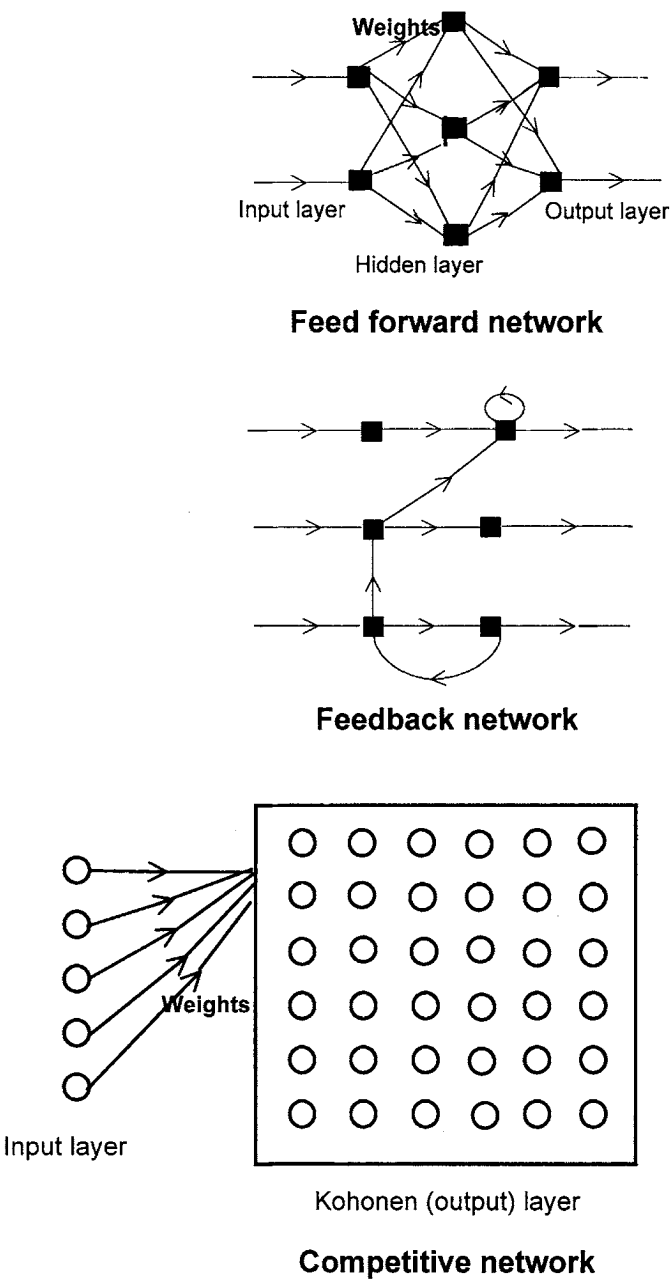 Weights
Input layer
Output layer
Hidden layer
Feed forward network
Feedback network
Weights
Input layer
Kohonen (output) layer
Competitive network